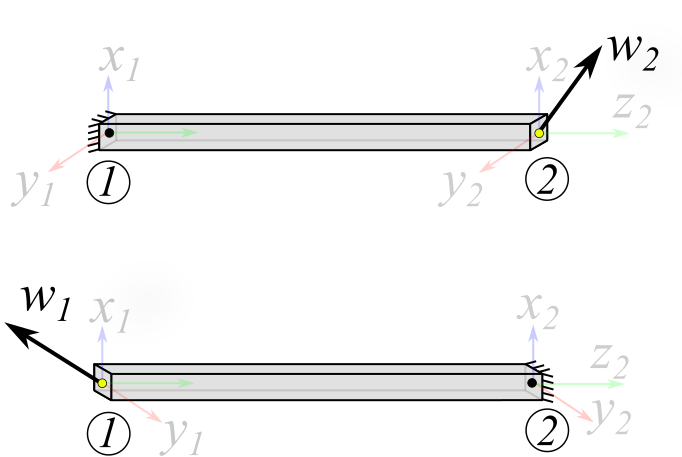 x₁ x₂ w₂
z₂
y₁ 1 y₂ 2
w₁ x₁ x₂
z₂
1 y₁ 2 y₂